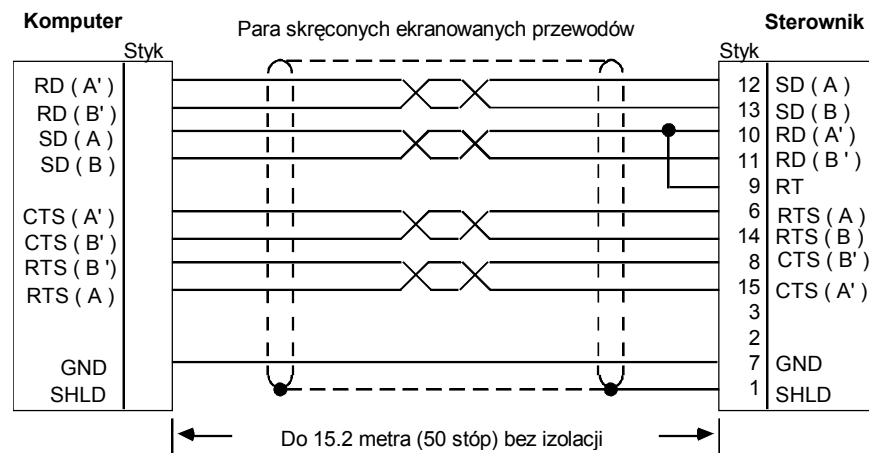 Komputer
Para skręconych ekranowanych przewodów
Sterownik
Styk
Styk
RD ( A')
12 SD ( A )
RD ( B')
13 SD ( B )
SD ( A )
10 RD ( A')
SD ( B )
11 RD ( B ' )
9 RT
CTS ( A')
6 RTS ( A )
CTS ( B')
14 RTS ( B )
RTS ( B ')
8 CTS ( B')
RTS ( A )
15 CTS ( A')
3
2
GND
7 GND
SHLD
1 SHLD
Do 15.2 metra (50 stóp) bez izolacji